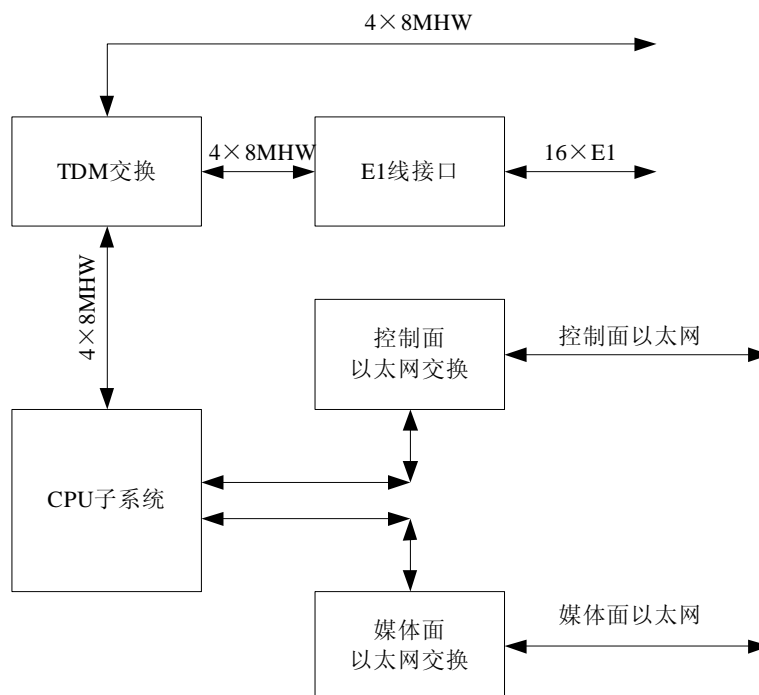 4×8MHW
TDM交换
4×8MHW
E1线接口
16×E1
4×8MHW
控制面
以太网交换
控制面以太网
CPU子系统
媒体面
以太网交换
媒体面以太网